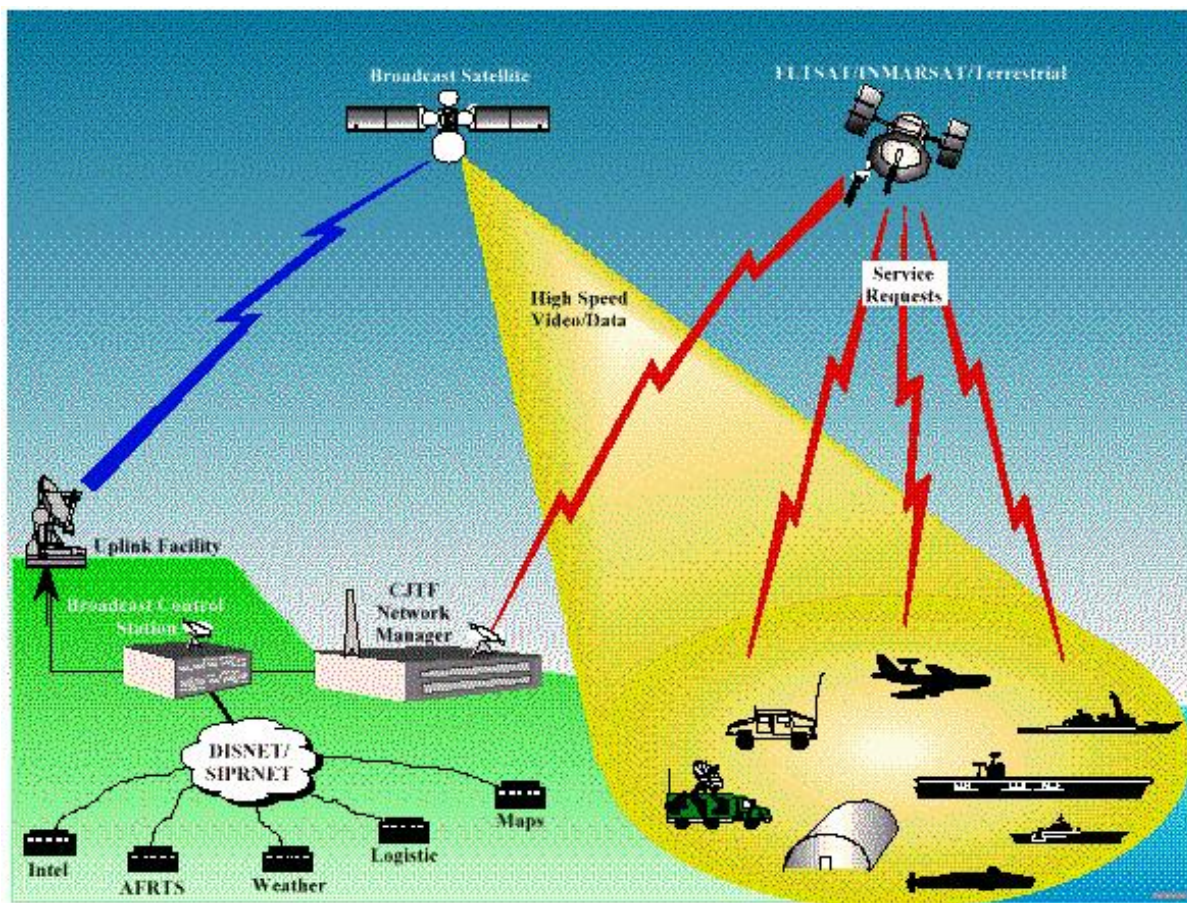 Broadcast Satellite
FLTSAT/INMARSAT/Terrestrial
Service
Requests
High Speed
Video/Data
Uplink Facility
Broadcast Control
Station
CJTF
Network
Manager
DISNET/
SIPRNET
Maps
Logistic
Intel
AFRTS
Weather